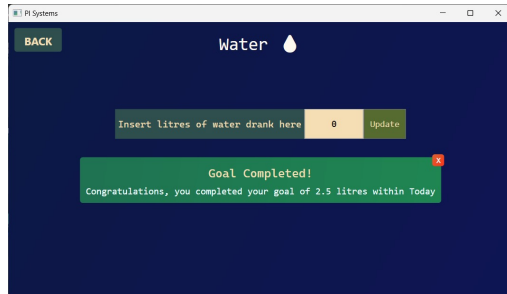 PI Systems
BACK
Water
Insert litres of water drank here 0 Update
X
Goal Completed!
Congratulations, you completed your goal of 2.5 litres within Today